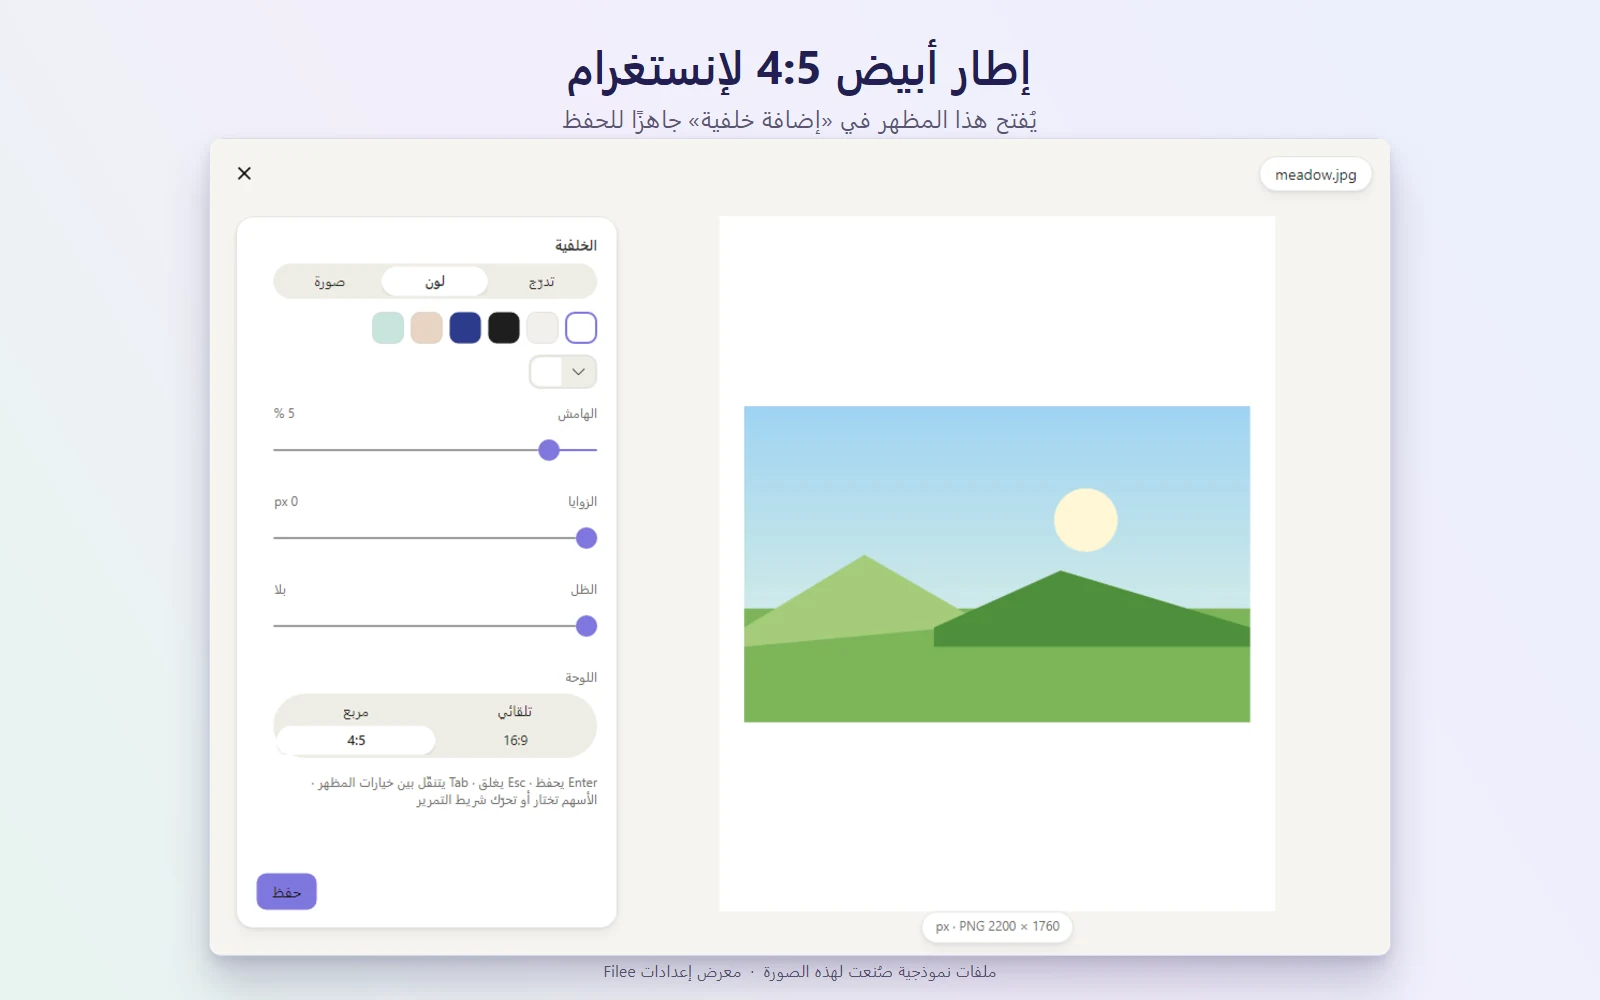 إطار أبيض 4:5 لإنستغرام
يُفتح هذا المظهر في «إضافة خلفية» جاهزًا للحفظ
meadow.jpg
الخلفية
تدرّج
لون
صورة
الهامش
5 %
الزوايا
0 px
الظل
بلا
اللوحة
تلقائي
مربع
16:9
4:5
Enter يحفظ · Esc يغلق · Tab يتنقّل بين خيارات المظهر ·
الأسهم تختار أو تحرّك شريط التمرير
حفظ
px · PNG 2200 × 1760
ملفات نموذجية صُنعت لهذه الصورة · معرض إعدادات Filee